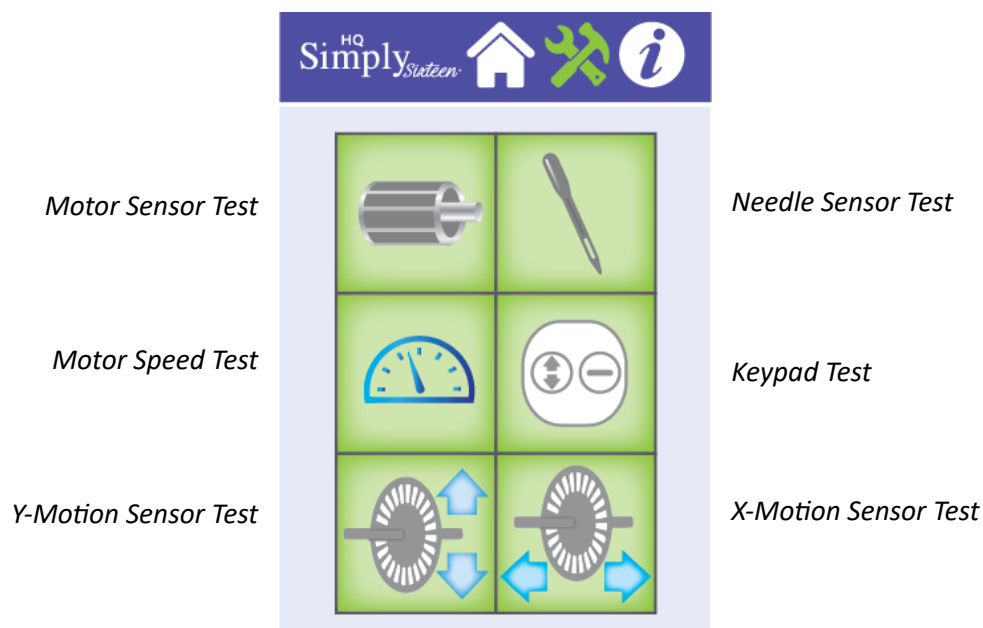 HQ
Simply Sixteen
Motor Sensor Test
Needle Sensor Test
Motor Speed Test
Keypad Test
Y-Motion Sensor Test
X-Motion Sensor Test